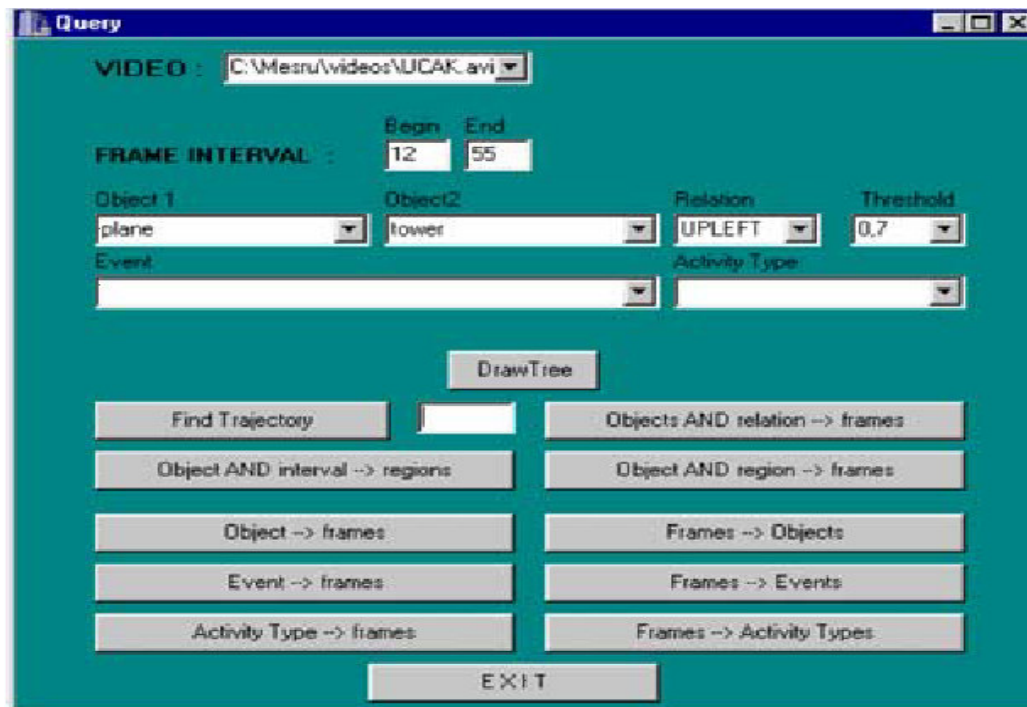 Query
VIDEO : C:\Mesru\videos\UCAK.avi
Begin End
FRAME INTERVAL : 12 55
Object 1 Object2 Relation Threshold
plane tower UPLEFT 0,7
Event Activity Type
DrawTree
Find Trajectory Objects AND relation --> frames
Object AND interval --> regions Object AND region --> frames
Object --> frames Frames --> Objects
Event --> frames Frames --> Events
Activity Type --> frames Frames --> Activity Types
EXIT